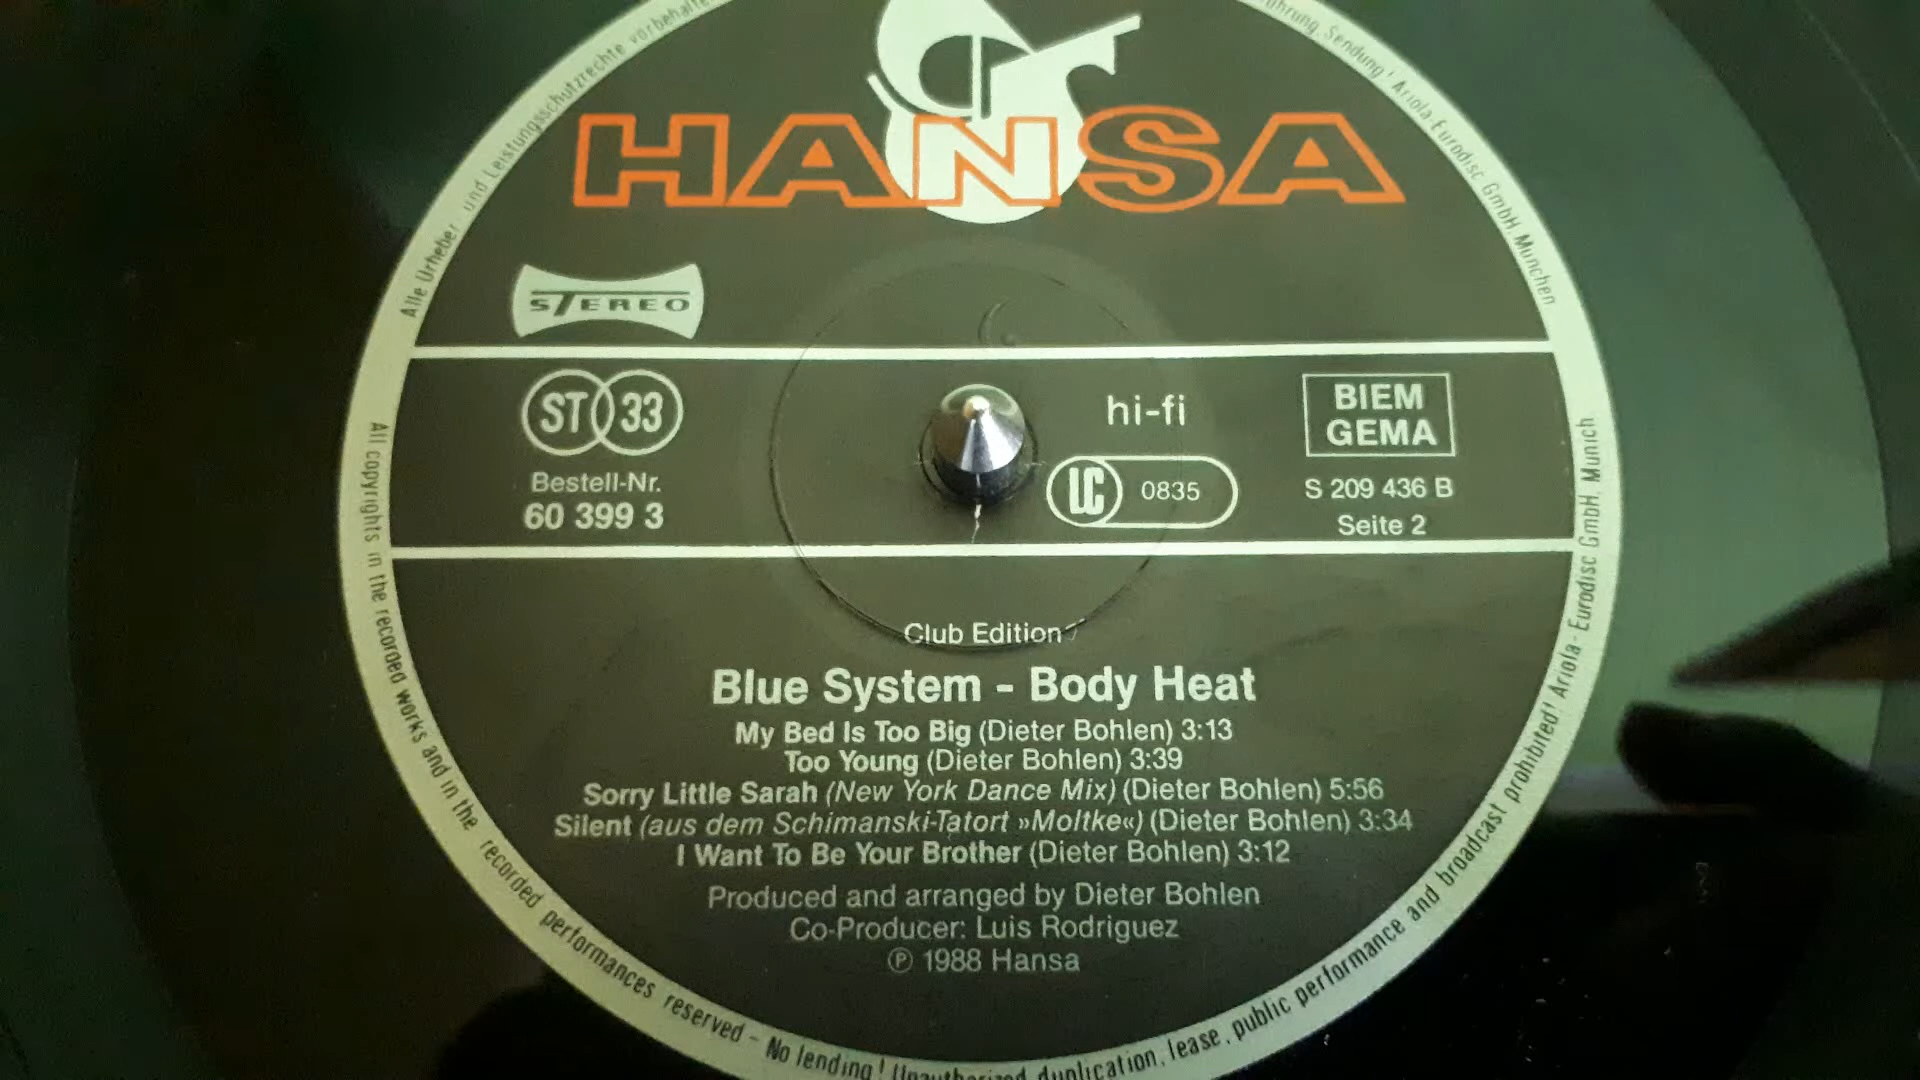 HANSA
STEREO
ST 33
Bestell-Nr.
60 399 3
hi-fi
LC 0835
BIEM
GEMA
S 209 436 B
Seite 2
Club Edition
Blue System - Body Heat
My Bed Is Too Big (Dieter Bohlen) 3:13
Too Young (Dieter Bohlen) 3:39
Sorry Little Sarah (New York Dance Mix) (Dieter Bohlen) 5:56
Silent (aus dem Schimanski-Tatort »Moltke«) (Dieter Bohlen) 3:34
I Want To Be Your Brother (Dieter Bohlen) 3:12
Produced and arranged by Dieter Bohlen
Co-Producer: Luis Rodriguez
℗ 1988 Hansa
Alle Urheber- und Leistungsschutzrechte vorbehalten
Sendung! Ariola-Eurodisc GmbH, München
All copyrights in the recorded works and in the recorded performances reserved - No lending! Unauthorized duplication, lease, public performance and broadcast prohibited! Ariola-Eurodisc GmbH, Munich